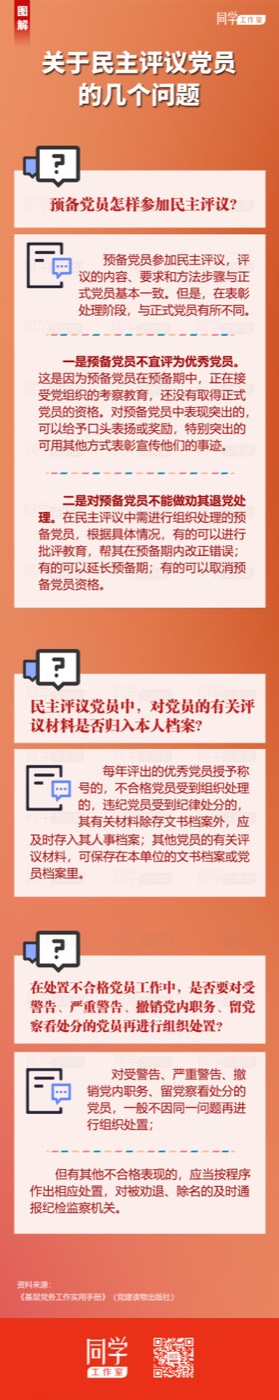 图
解
同学
工作室
关于民主评议党员
的几个问题
预备党员怎样参加民主评议?
预备党员参加民主评议，评
议的内容、要求和方法步骤与正
式党员基本一致。但是，在表彰
处理阶段，与正式党员有所不同。
一是预备党员不宜评为优秀党员。
这是因为预备党员在预备期中，正在接
受党组织的考察教育，还没有取得正式
党员的资格。对预备党员中表现突出的，
可以给予口头表扬或奖励，特别突出的
可用其他方式表彰宣传他们的事迹。
二是对预备党员不能做劝其退党处
理。在民主评议中需进行组织处理的预
备党员，根据具体情况，有的可以进行
批评教育，帮其在预备期内改正错误；
有的可以延长预备期；有的可以取消预
备党员资格。
民主评议党员中，对党员的有关评
议材料是否归入本人档案?
每年评出的优秀党员授予称
号的，不合格党员受到组织处理
的，违纪党员受到纪律处分的，
其有关材料除存文书档案外，应
及时存入其人事档案；其他党员的有关评
议材料，可保存在本单位的文书档案或党
员档案里。
在处置不合格党员工作中，是否要对受
警告、严重警告、撤销党内职务、留党
察看处分的党员再进行组织处置?
对受警告、严重警告、撤
销党内职务、留党察看处分的
党员，一般不因同一问题再进
行组织处置；
但有其他不合格表现的，应当按程序
作出相应处置，对被劝退、除名的及时通
报纪检监察机关。
资料来源：
《基层党务工作实用手册》（党建读物出版社）
同学
工作室